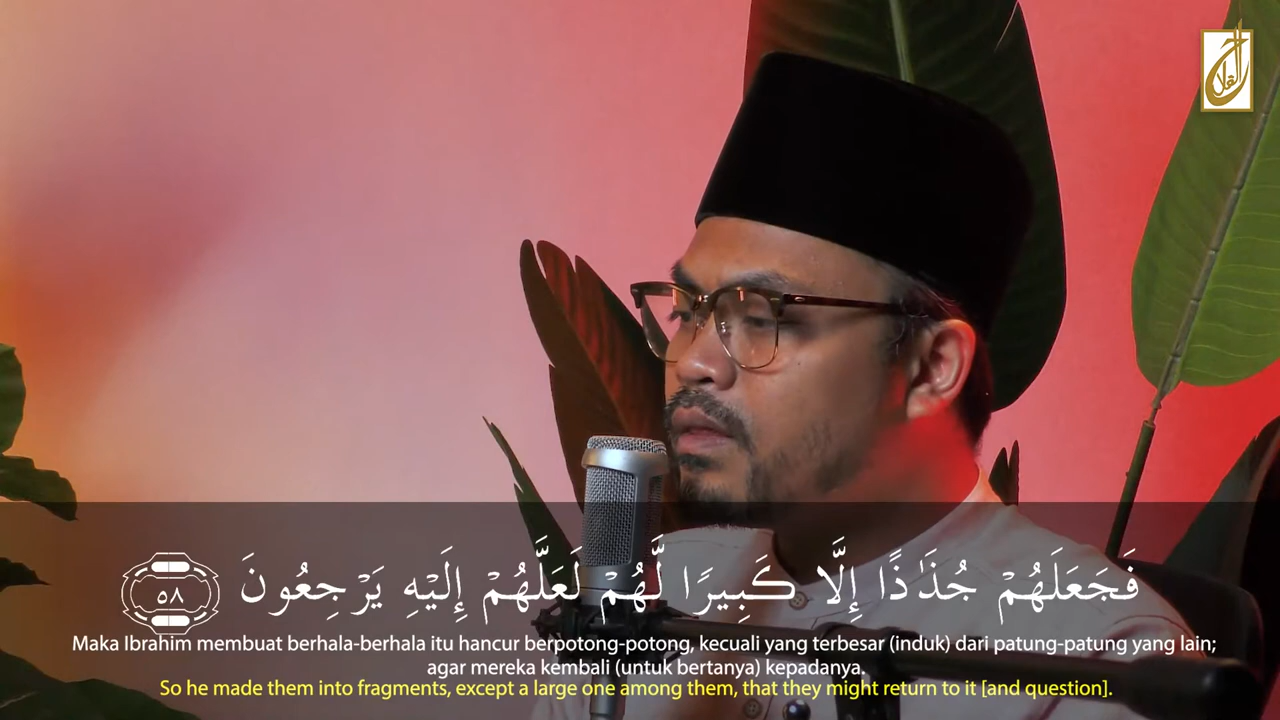 فَجَعَلَهُمْ جُذَٰذًا إِلَّا كَبِيرًا لَّهُمْ لَعَلَّهُمْ إِلَيْهِ يَرْجِعُونَ ٥٨
Maka Ibrahim membuat berhala-berhala itu hancur berpotong-potong, kecuali yang terbesar (induk) dari patung-patung yang lain;
agar mereka kembali (untuk bertanya) kepadanya.
So he made them into fragments, except a large one among them, that they might return to it [and question].